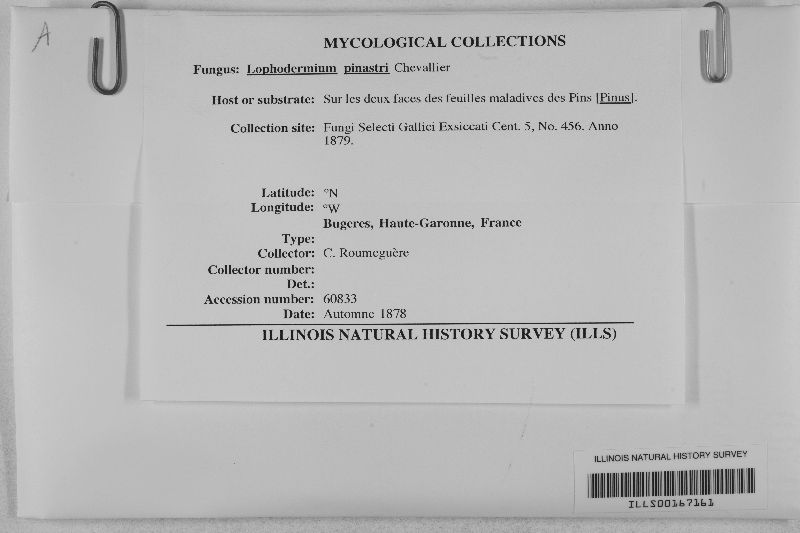 A
MYCOLOGICAL COLLECTIONS
Fungus: Lophodermium pinastri Chevallier
Host or substrate: Sur les deux faces des feuilles maladives des Pins [Pinus].
Collection site: Fungi Selecti Gallici Exsiccati Cent. 5, No. 456. Anno
1879.
Latitude: °N
Longitude: °W
Bugeres, Haute-Garonne, France
Type:
Collector: C. Roumeguère
Collector number:
Det.:
Accession number: 60833
Date: Automne 1878
ILLINOIS NATURAL HISTORY SURVEY (ILLS)
ILLINOIS NATURAL HISTORY SURVEY
ILLS00167161